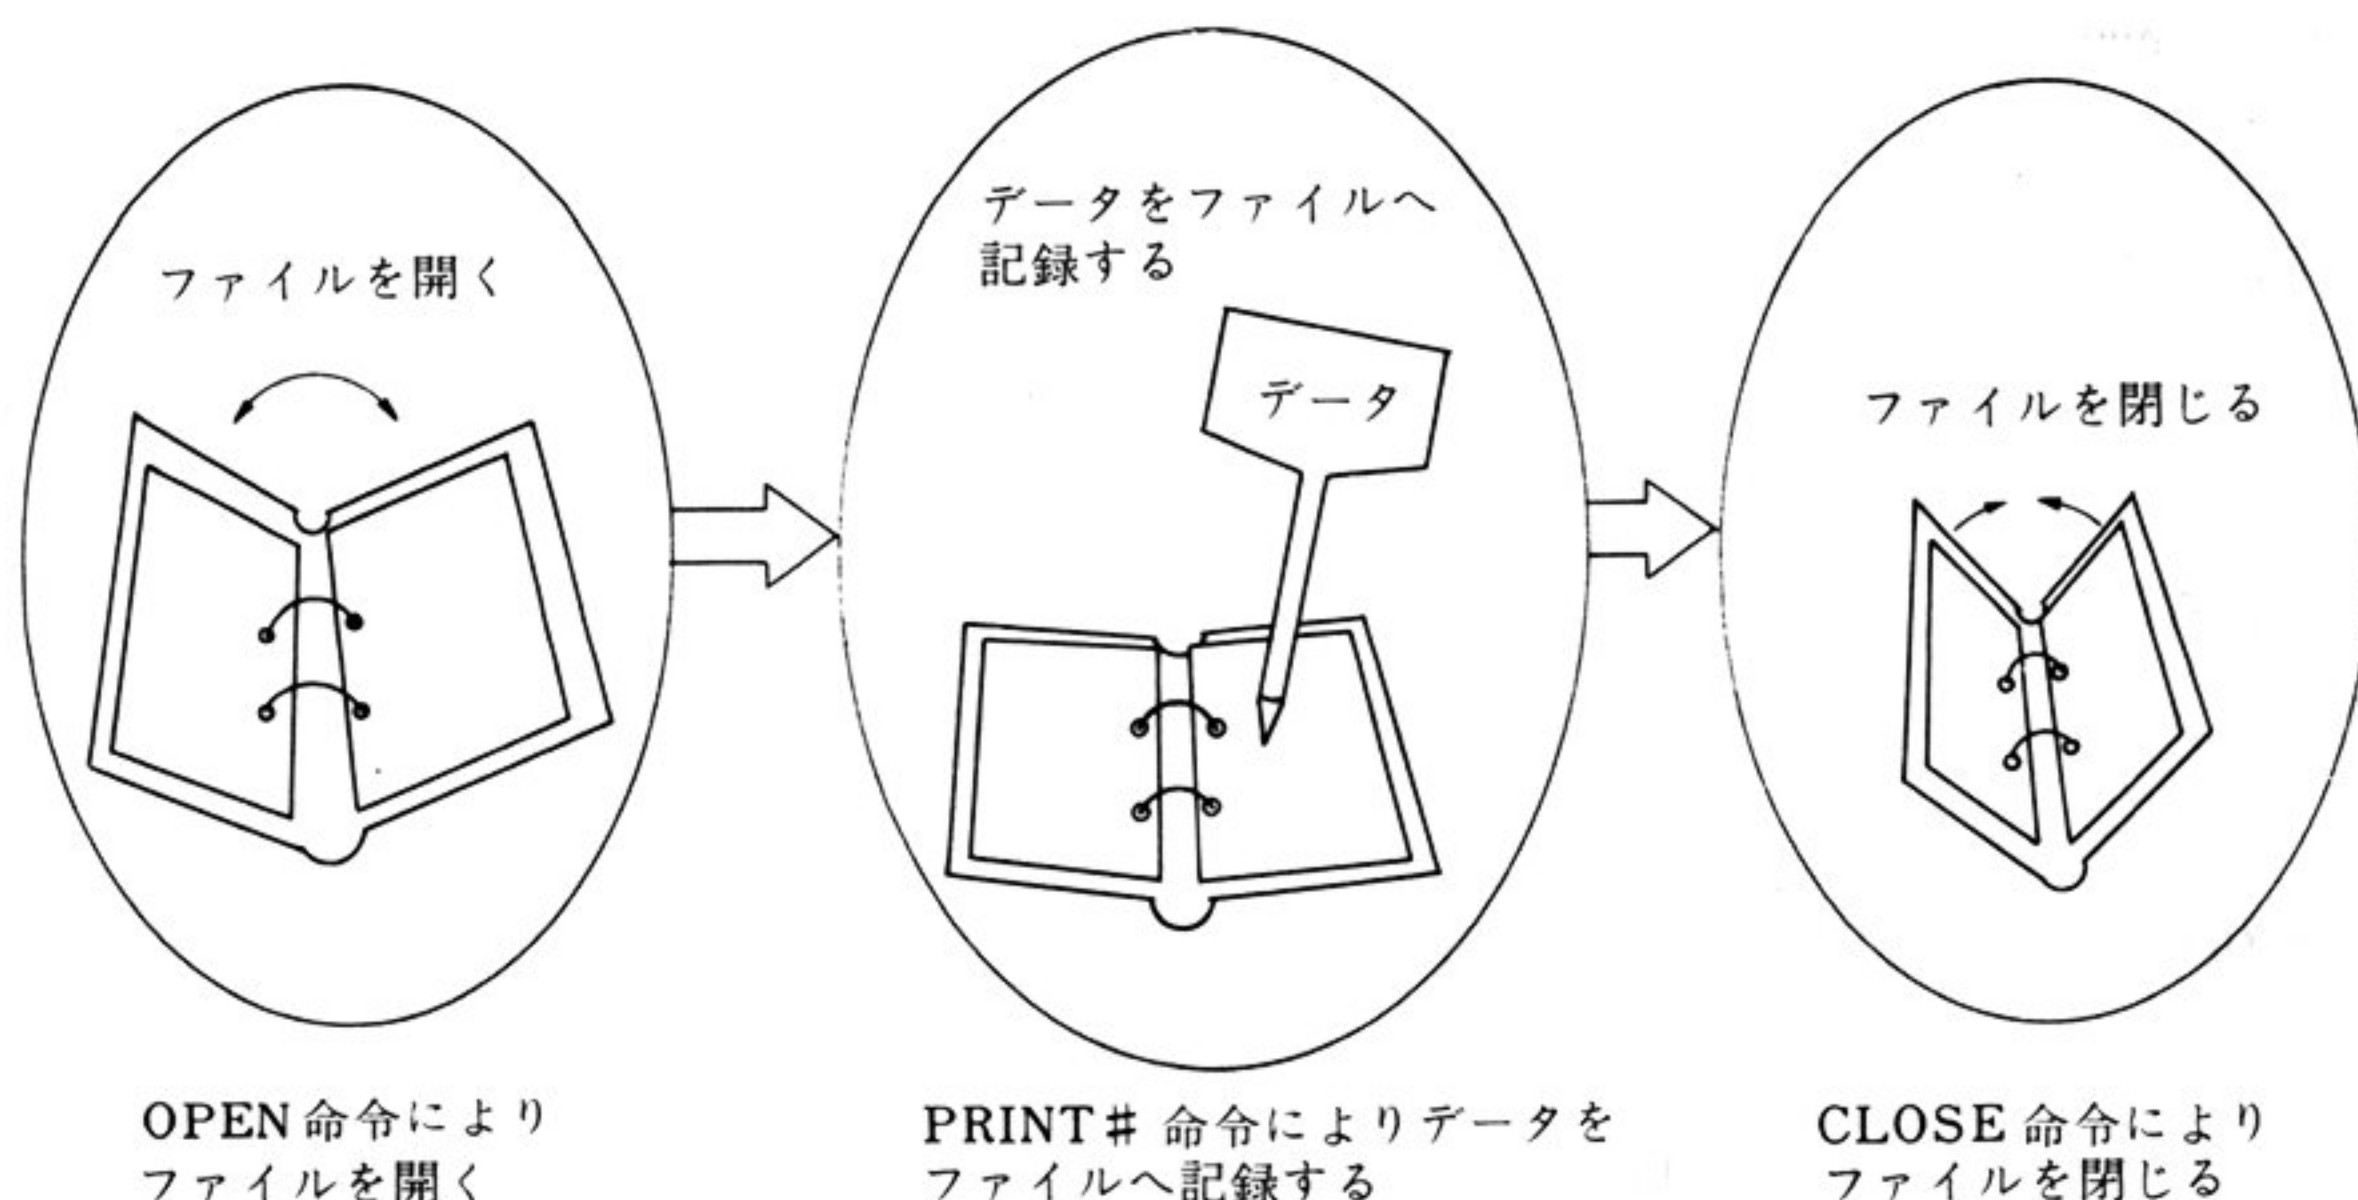 ファイルを開く
データをファイルへ
記録する
データ
ファイルを閉じる
OPEN命令により
ファイルを開く
PRINT# 命令によりデータを
ファイルへ記録する
CLOSE 命令により
ファイルを閉じる